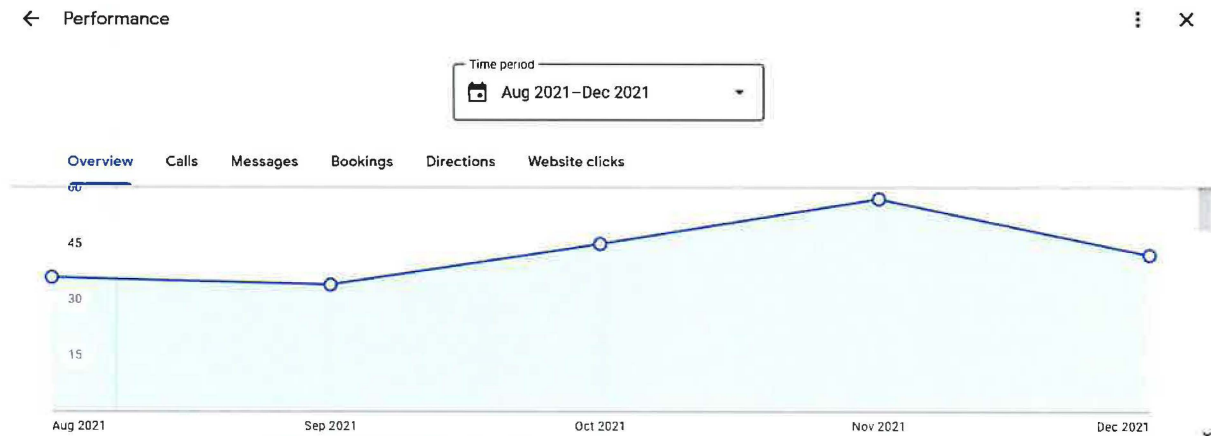 Performance
Time period
Aug 2021–Dec 2021
Overview Calls Messages Bookings Directions Website clicks
60
45
30
15
Aug 2021 Sep 2021 Oct 2021 Nov 2021 Dec 2021